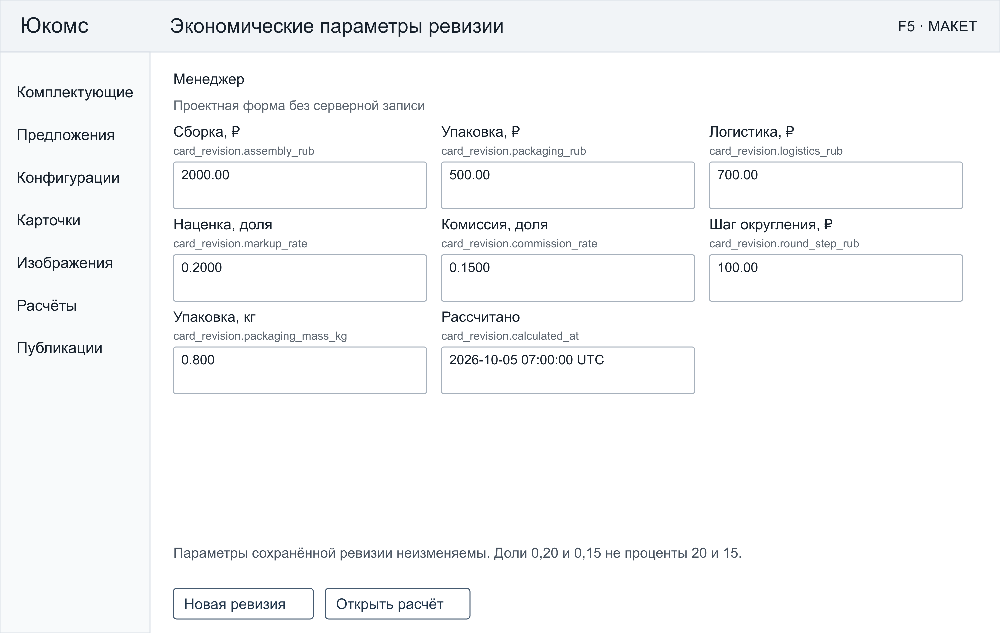 Юкомс
Экономические параметры ревизии
F5 · МАКЕТ
Комплектующие
Предложения
Конфигурации
Карточки
Изображения
Расчёты
Публикации
Менеджер
Проектная форма без серверной записи
Сборка, ₽
card_revision.assembly_rub
2000.00
Упаковка, ₽
card_revision.packaging_rub
500.00
Логистика, ₽
card_revision.logistics_rub
700.00
Наценка, доля
card_revision.markup_rate
0.2000
Комиссия, доля
card_revision.commission_rate
0.1500
Шаг округления, ₽
card_revision.round_step_rub
100.00
Упаковка, кг
card_revision.packaging_mass_kg
0.800
Рассчитано
card_revision.calculated_at
2026-10-05 07:00:00 UTC
Параметры сохранённой ревизии неизменяемы. Доли 0,20 и 0,15 не проценты 20 и 15.
Новая ревизия
Открыть расчёт